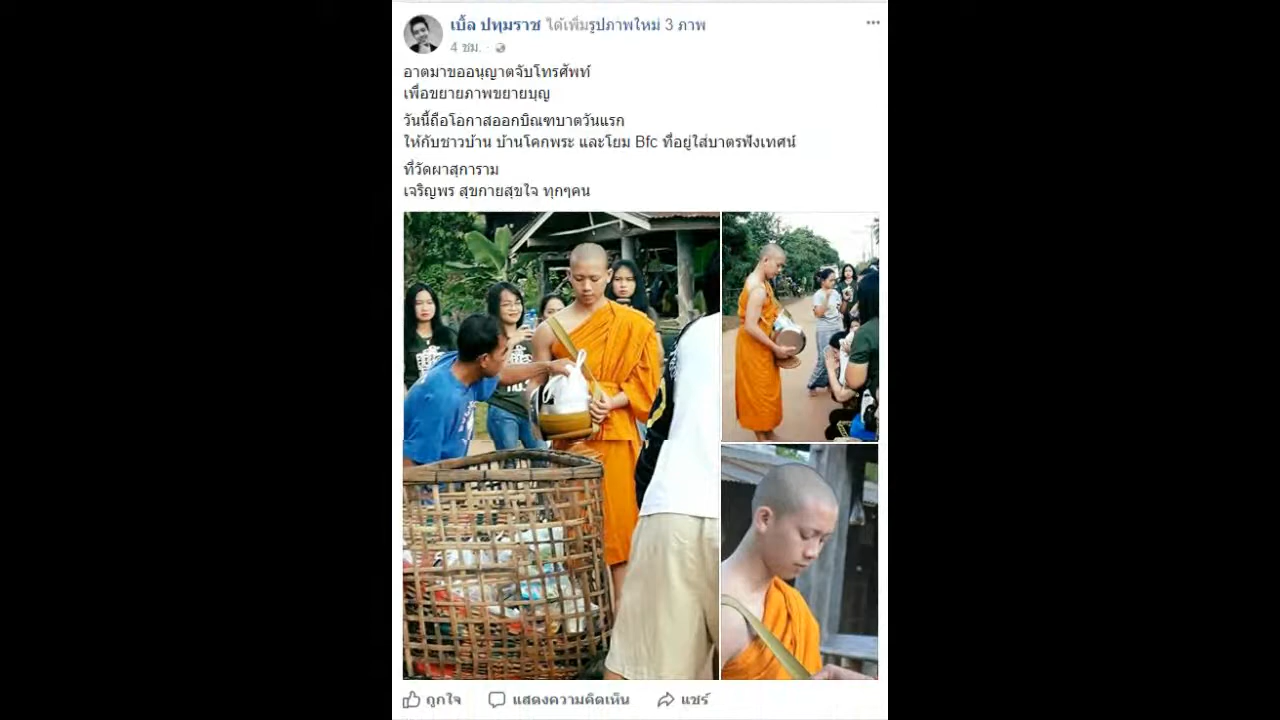 เบิ้ล ปทุมราช ได้เพิ่มรูปภาพใหม่ 3 ภาพ
4 ชม. ·
อาตมาขออนุญาตจับโทรศัพท์
เพื่อขยายภาพขยายบุญ
วันนี้ถือโอกาสออกบิณฑบาตวันแรก
ให้กับชาวบ้าน บ้านโคกพระ และโยม Bfc ที่อยู่ใส่บาตรฟังเทศน์
ที่วัดผาสุการาม
เจริญพร สุขกายสุขใจ ทุกๆคน
ถูกใจ
แสดงความคิดเห็น
แชร์